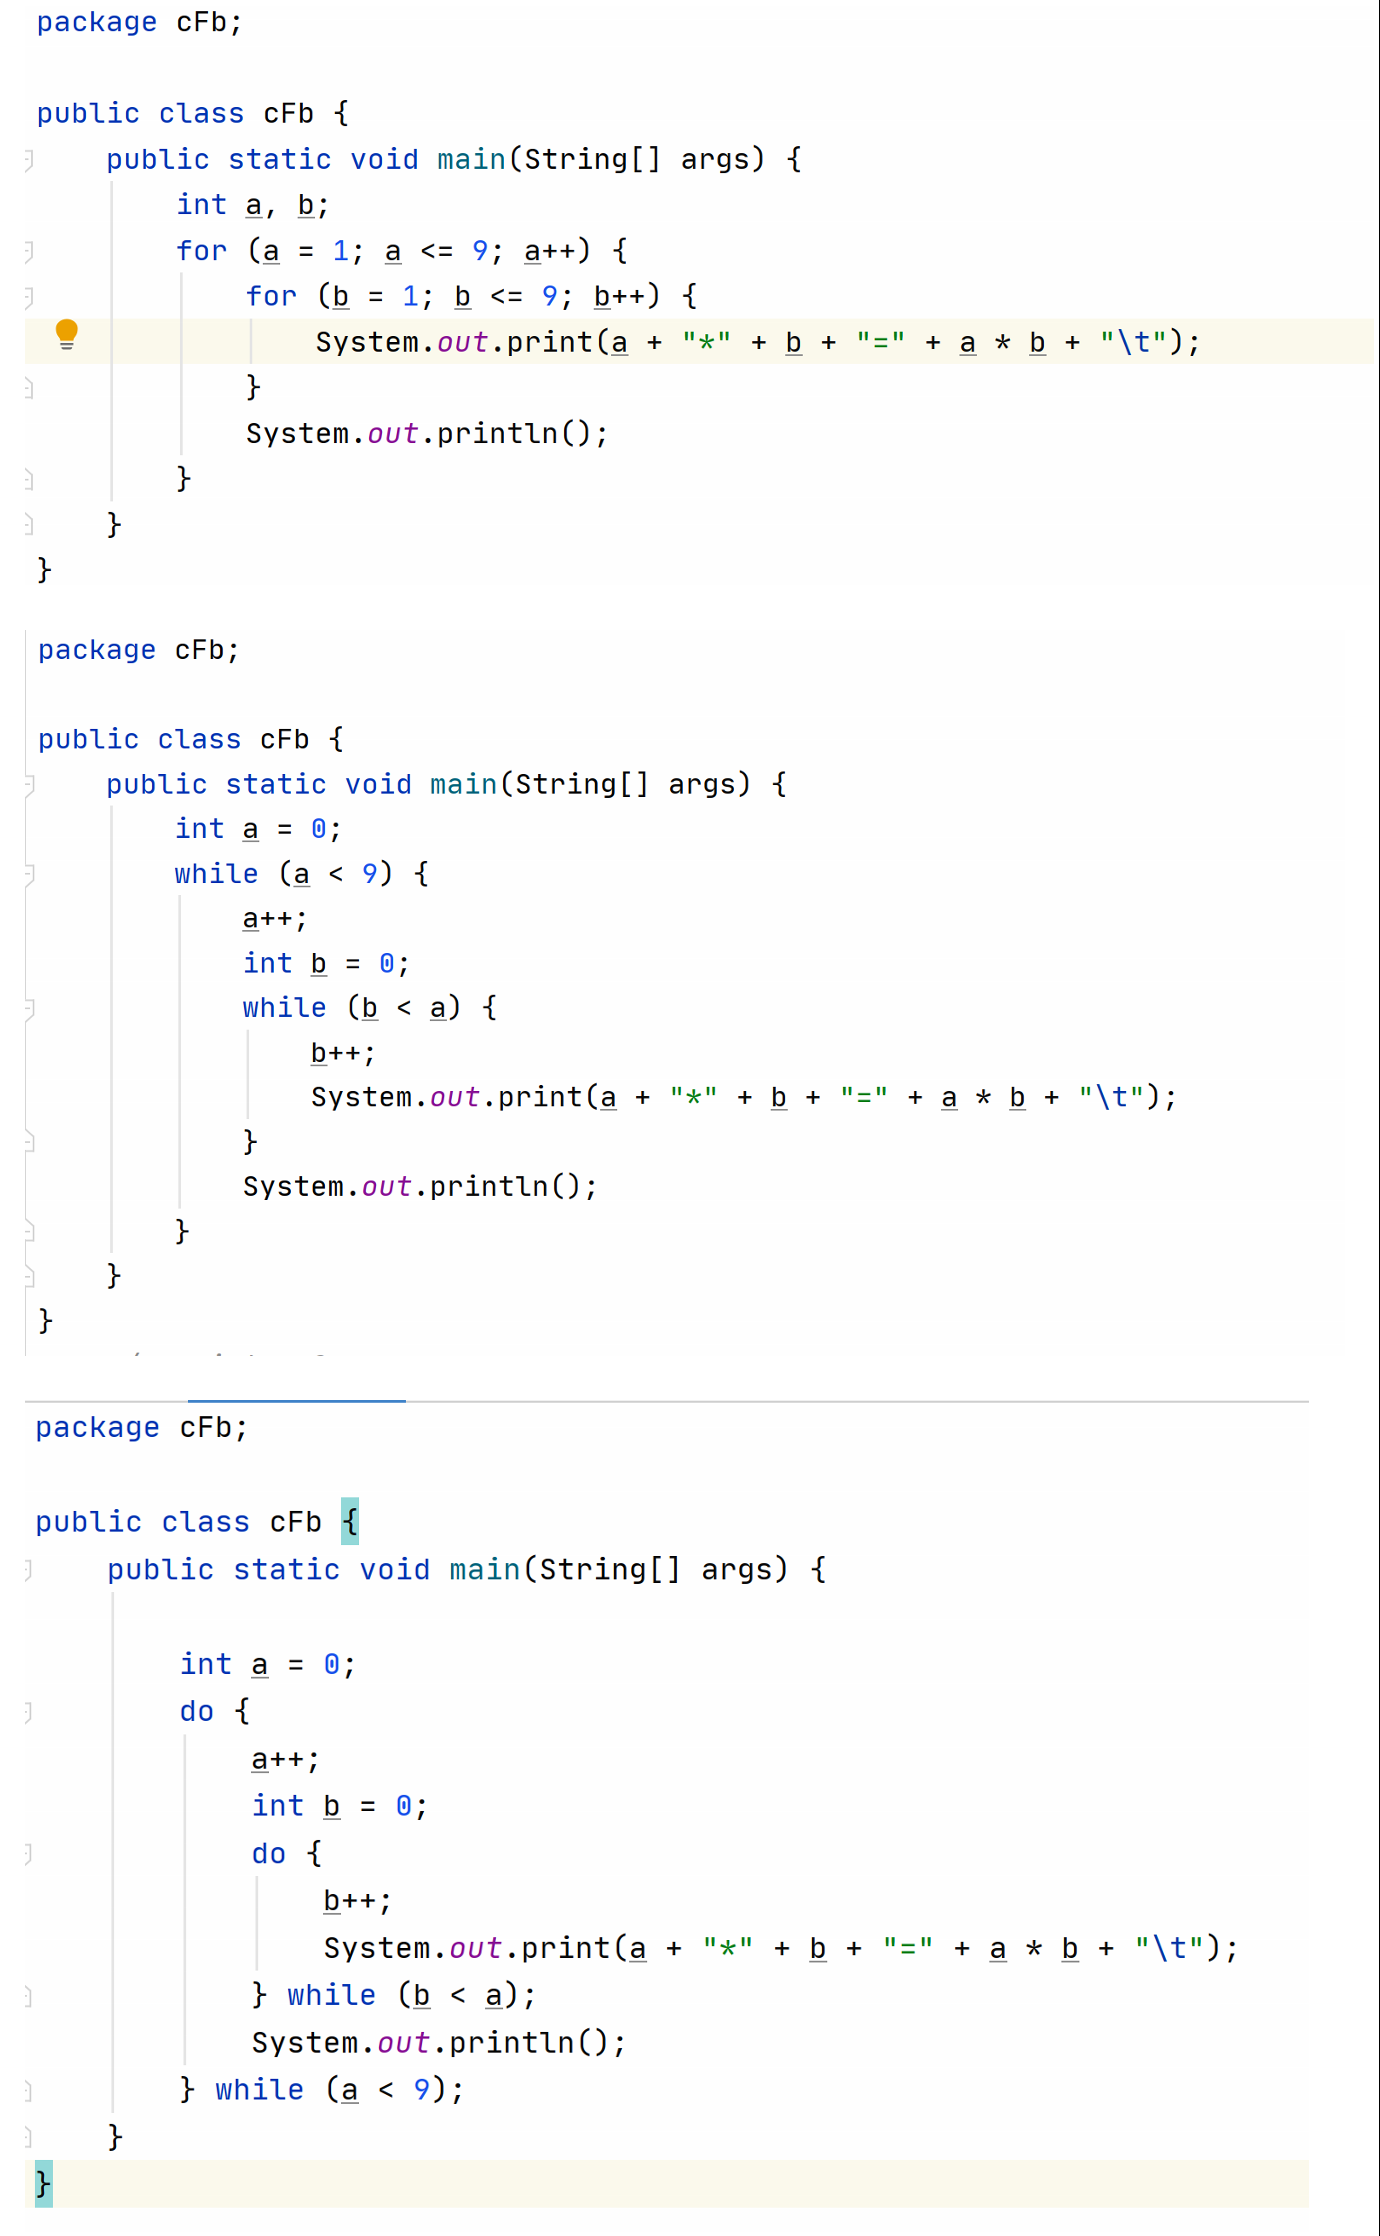 package cFb;
public class cFb {
public static void main(String[] args) {
int a, b;
for (a = 1; a <= 9; a++) {
for (b = 1; b <= 9; b++) {
System.out.print(a + "*" + b + "=" + a * b + "\t");
}
System.out.println();
}
}
}
package cFb;
public class cFb {
public static void main(String[] args) {
int a = 0;
while (a < 9) {
a++;
int b = 0;
while (b < a) {
b++;
System.out.print(a + "*" + b + "=" + a * b + "\t");
}
System.out.println();
}
}
}
package cFb;
public class cFb {
public static void main(String[] args) {
int a = 0;
do {
a++;
int b = 0;
do {
b++;
System.out.print(a + "*" + b + "=" + a * b + "\t");
} while (b < a);
System.out.println();
} while (a < 9);
}
}